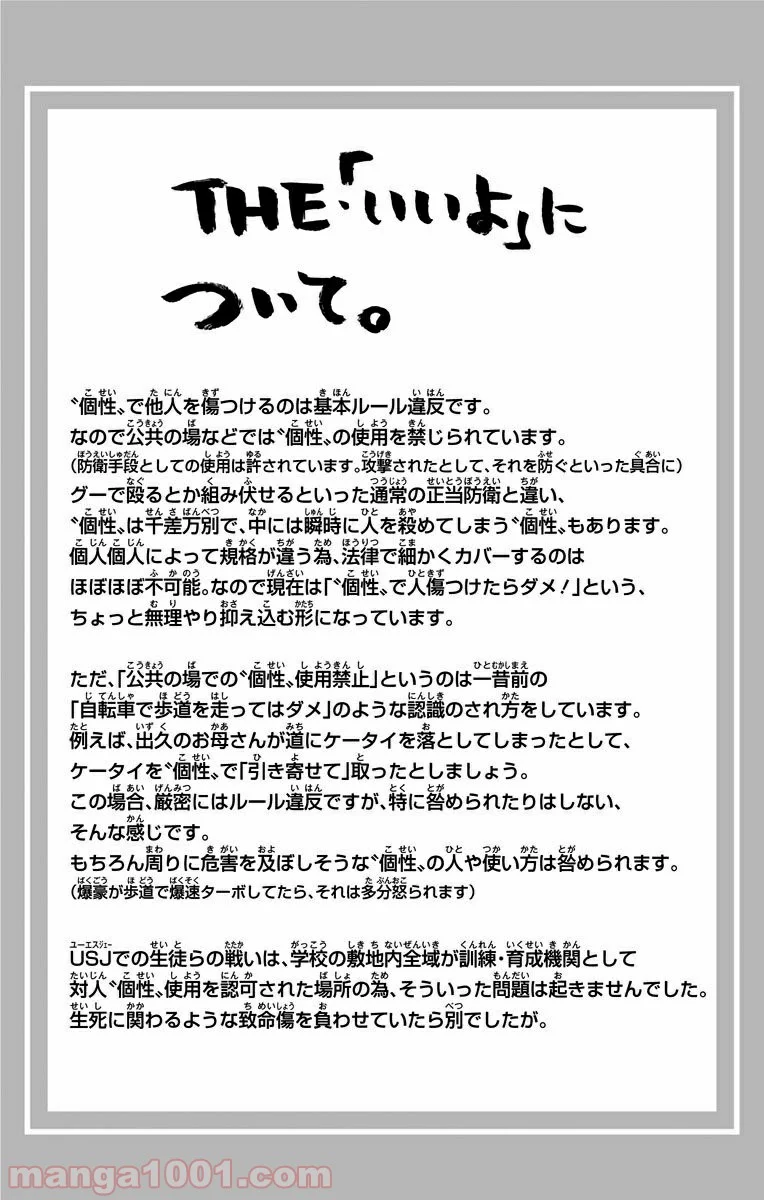 THE・「いいよ」に
ついて。
〝個性〟で他人を傷つけるのは基本ルール違反です。
なので公共の場などでは〝個性〟の使用を禁じられています。
(防衛手段としての使用は許されています。攻撃されたとして、それを防ぐといった具合に)
グーで殴るとか組み伏せるといった通常の正当防衛と違い、
〝個性〟は千差万別で、中には瞬時に人を殺めてしまう〝個性〟もあります。
個人個人によって規格が違う為、法律で細かくカバーするのは
ほぼほぼ不可能。なので現在は「〝個性〟で人傷つけたらダメ!」という、
ちょっと無理やり抑え込む形になっています。
ただ、「公共の場での〝個性〟使用禁止」というのは一昔前の
「自転車で歩道を走ってはダメ」のような認識のされ方をしています。
例えば、出久のお母さんが道にケータイを落としてしまったとして、
ケータイを〝個性〟で「引き寄せて」取ったとしましょう。
この場合、厳密にはルール違反ですが、特に咎められたりはしない、
そんな感じです。
もちろん周りに危害を及ぼしそうな〝個性〟の人や使い方は咎められます。
(爆豪が歩道で爆速ターボしてたら、それは多分怒られます)
USJでの生徒らの戦いは、学校の敷地内全域が訓練・育成機関として
対人〝個性〟使用を認可された場所の為、そういった問題は起きませんでした。
生死に関わるような致命傷を負わせていたら別でしたが。
manga1001.com